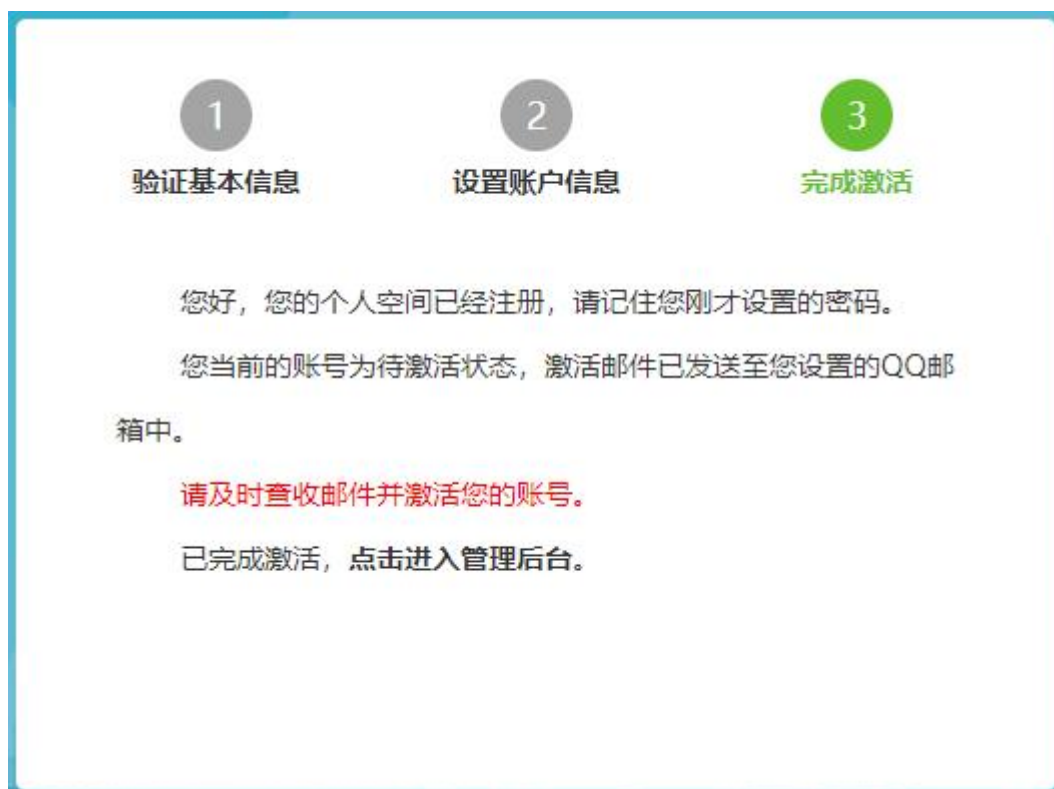 1
2
3
验证基本信息
设置账户信息
完成激活
您好，您的个人空间已经注册，请记住您刚才设置的密码。
您当前的账号为待激活状态，激活邮件已发送至您设置的QQ邮
箱中。
请及时查收邮件并激活您的账号。
已完成激活，点击进入管理后台。